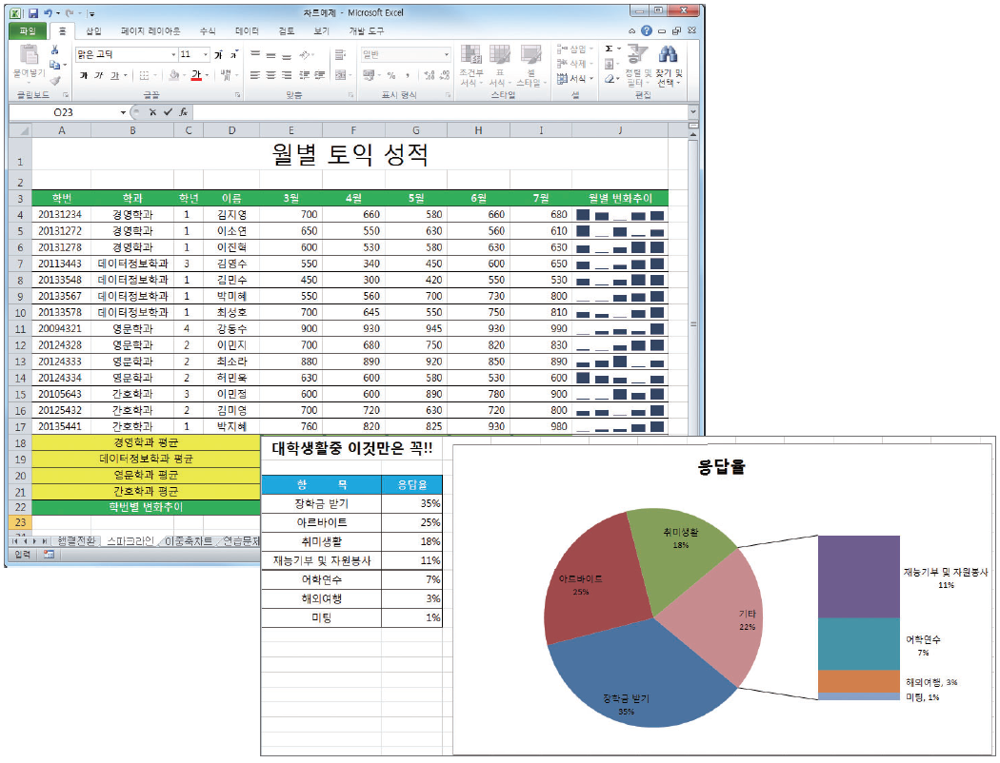 차트예제 - Microsoft Excel
파일 홈 삽입 페이지 레이아웃 수식 데이터 검토 보기 개발 도구
맑은 고딕 11 가 가 일반 삽입 Σ
붙여넣기 삭제
가 가 가 가 조건부 서식 표 서식 셀 스타일 서식 정렬 및 필터 찾기 및 선택
클립보드 글꼴 맞춤 표시 형식 스타일 셀 편집
O23 fx
A B C D E F G H I J
1 월별 토익 성적
2
3 학번 학과 학년 이름 3월 4월 5월 6월 7월 월별 변화추이
4 20131234 경영학과 1 김지영 700 660 580 660 680
5 20131272 경영학과 1 이소연 650 550 630 560 610
6 20131278 경영학과 1 이진혁 600 530 580 630 630
7 20113443 데이터정보학과 3 김영수 550 340 450 600 650
8 20133548 데이터정보학과 1 김민수 450 300 420 550 530
9 20133567 데이터정보학과 1 박미혜 550 560 700 730 800
10 20133578 데이터정보학과 1 최성호 700 645 550 750 810
11 20094321 영문학과 4 강동수 900 930 945 930 990
12 20124328 영문학과 2 이민지 700 680 750 820 830
13 20124333 영문학과 2 최소라 880 890 920 850 890
14 20124334 영문학과 2 허민욱 630 600 580 530 600
15 20105643 간호학과 3 이민정 600 600 890 780 900
16 20125432 간호학과 2 김미영 700 720 630 720 800
17 20135441 간호학과 1 박지혜 760 820 825 930 980
18 경영학과 평균
19 데이터정보학과 평균
20 영문학과 평균
21 간호학과 평균
22 학번별 변화추이
23
행렬전환 스파크라인 이중축차트 연습문제
입력
대학생활중 이것만은 꼭!!
항 목 응답율
장학금 받기 35%
아르바이트 25%
취미생활 18%
재능기부 및 자원봉사 11%
어학연수 7%
해외여행 3%
미팅 1%
응답율
취미생활
18%
아르바이트
25%
기타
22%
장학금 받기
35%
재능기부 및 자원봉사
11%
어학연수
7%
해외여행, 3%
미팅, 1%